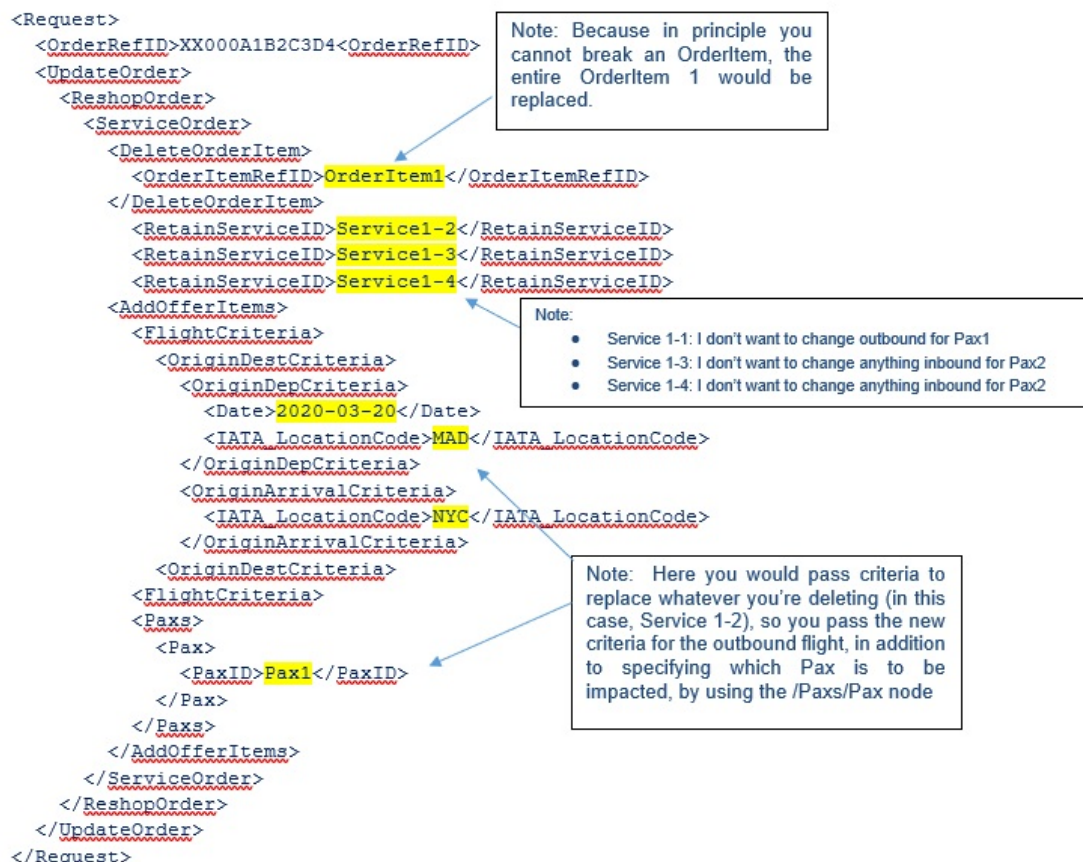 <Request>
<OrderRefID>XX000A1B2C3D4<OrderRefID>
<UpdateOrder>
<ReshopOrder>
<ServiceOrder>
<DeleteOrderItem>
<OrderItemRefID>OrderItem1</OrderItemRefID>
</DeleteOrderItem>
<RetainServiceID>Service1-2</RetainServiceID>
<RetainServiceID>Service1-3</RetainServiceID>
<RetainServiceID>Service1-4</RetainServiceID>
<AddOfferItems>
<FlightCriteria>
<OriginDestCriteria>
<OriginDepCriteria>
<Date>2020-03-20</Date>
<IATA_LocationCode>MAD</IATA_LocationCode>
</OriginDepCriteria>
<OriginArrivalCriteria>
<IATA_LocationCode>NYC</IATA_LocationCode>
</OriginArrivalCriteria>
<OriginDestCriteria>
<FlightCriteria>
<Paxs>
<Pax>
<PaxID>Pax1</PaxID>
</Pax>
</Paxs>
</AddOfferItems>
</ServiceOrder>
</ReshopOrder>
</UpdateOrder>
</Request>
Note: Because in principle you
cannot break an OrderItem, the
entire OrderItem 1 would be
replaced.
Note:
• Service 1-1: I don't want to change outbound for Pax1
• Service 1-3: I don't want to change anything inbound for Pax2
• Service 1-4: I don't want to change anything inbound for Pax2
Note: Here you would pass criteria to
replace whatever you're deleting (in this
case, Service 1-2), so you pass the new
criteria for the outbound flight, in addition
to specifying which Pax is to be
impacted, by using the /Paxs/Pax node